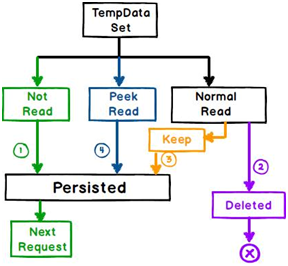 TempData
Set
Not
Read
Peek
Read
Normal
Read
Keep
1
4
3
2
Persisted
Deleted
Next
Request
X